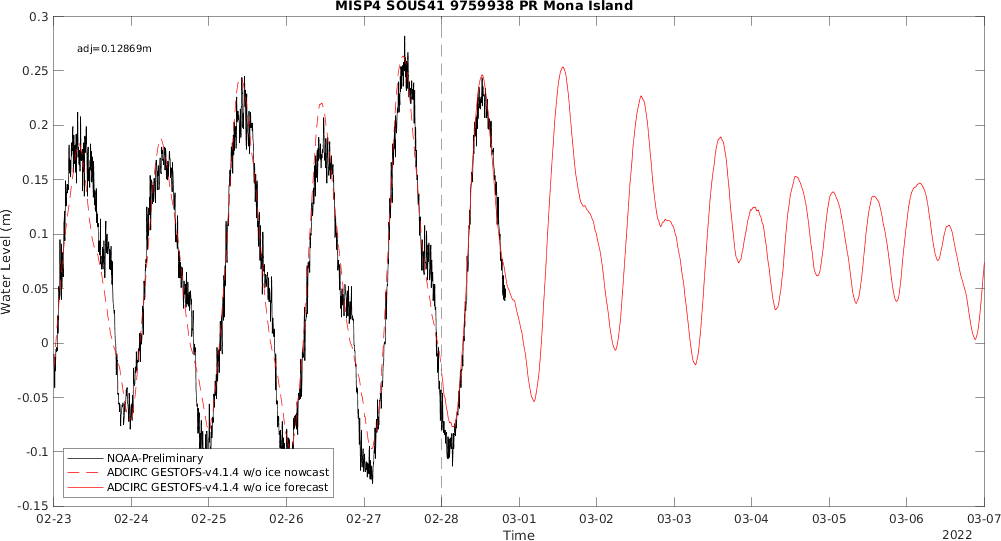 MISP4 SOUS41 9759938 PR Mona Island
0.3
0.25
0.2
0.15
0.1
0.05
0
-0.05
-0.1
-0.15
Water Level (m)
adj=0.12869m
NOAA-Preliminary
ADCIRC GESTOFS-v4.1.4 w/o ice nowcast
ADCIRC GESTOFS-v4.1.4 w/o ice forecast
02-23 02-24 02-25 02-26 02-27 02-28 03-01 03-02 03-03 03-04 03-05 03-06 03-07
Time
2022